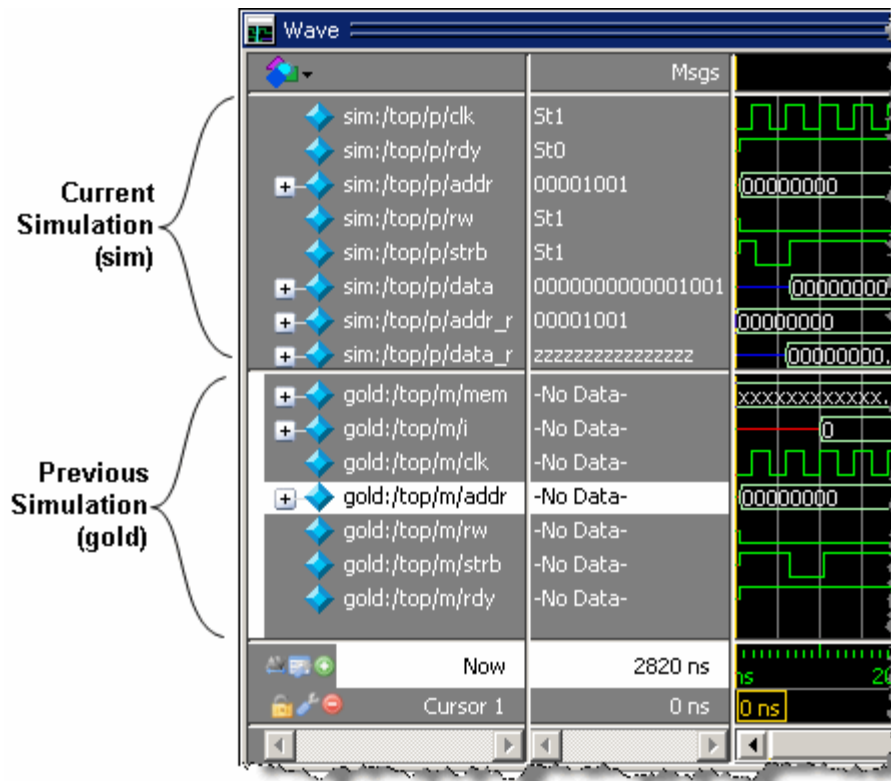 Wave
Msgs
Current
Simulation
(sim)
sim:/top/p/clk St1
sim:/top/p/rdy St0
sim:/top/p/addr 00001001 00000000
sim:/top/p/rw St1
sim:/top/p/strb St1
sim:/top/p/data 0000000000001001 00000000
sim:/top/p/addr_r 00001001 00000000
sim:/top/p/data_r zzzzzzzzzzzzzzzz 00000000.
Previous
Simulation
(gold)
gold:/top/m/mem -No Data- xxxxxxxxxxxxx.
gold:/top/m/i -No Data- 0
gold:/top/m/clk -No Data-
gold:/top/m/addr -No Data- 00000000
gold:/top/m/rw -No Data-
gold:/top/m/strb -No Data-
gold:/top/m/rdy -No Data-
Now 2820 ns ns
Cursor 1 0 ns 0 ns